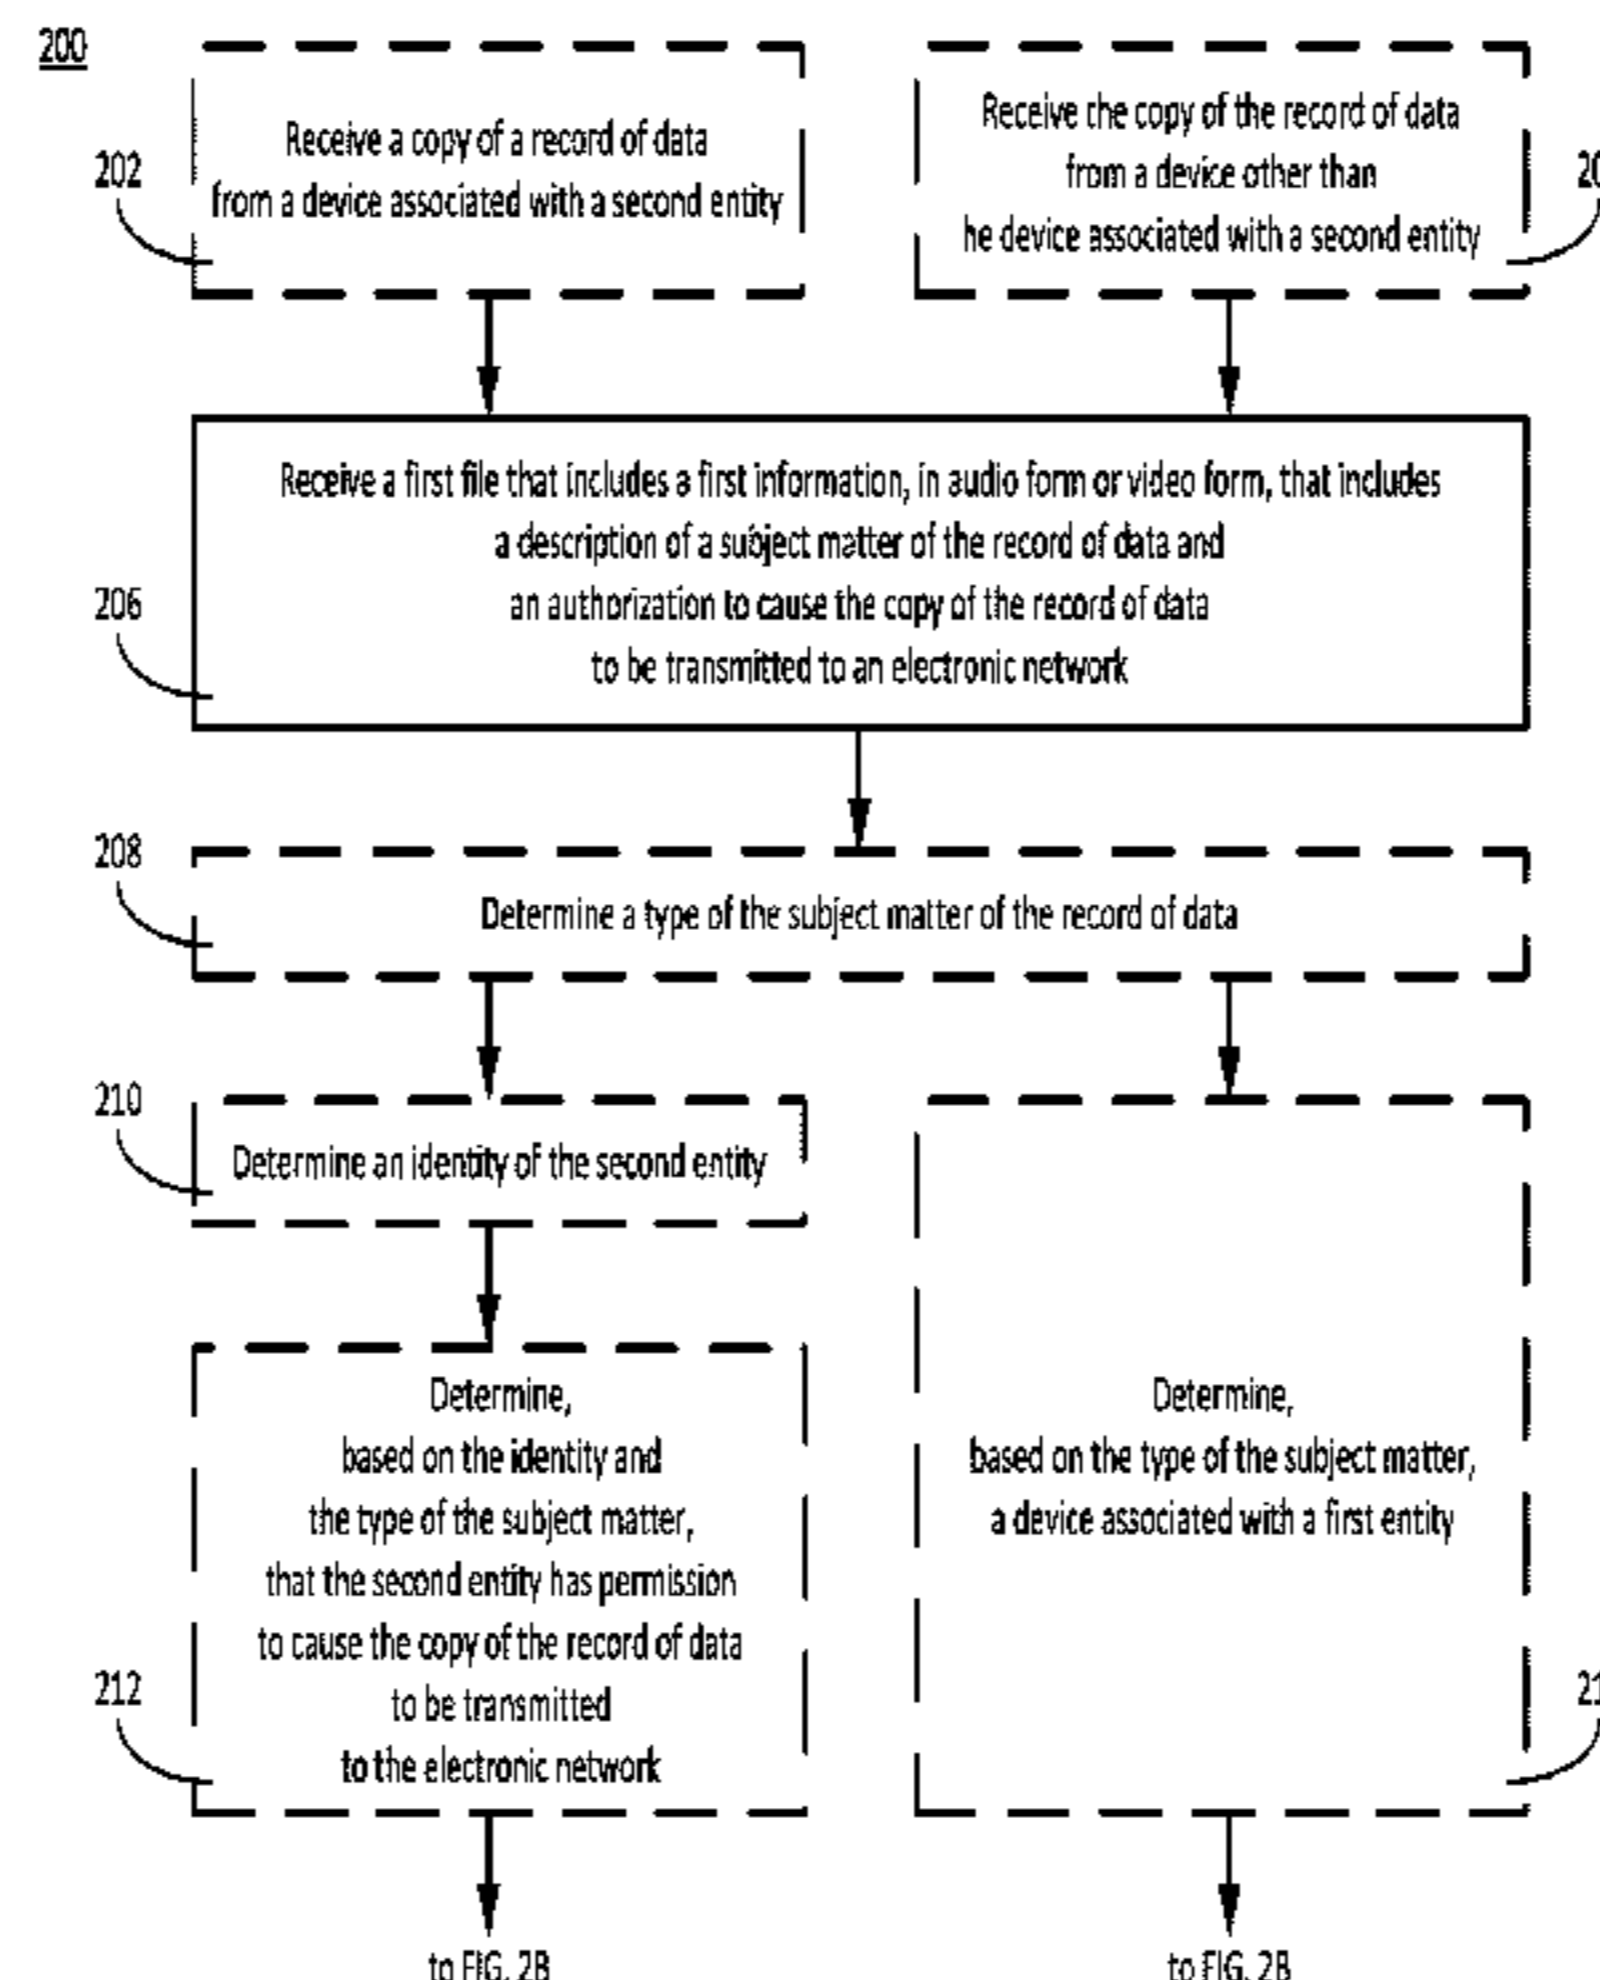 200
Receive a copy of a record of data
from a device associated with a second entity
202
Receive the copy of the record of data
from a device other than
he device associated with a second entity
20
Receive a first file that includes a first information, in audio form or video form, that includes
a description of a subject matter of the record of data and
an authorization to cause the copy of the record of data
to be transmitted to an electronic network
206
208
Determine a type of the subject matter of the record of data
210
Determine an identity of the second entity
Determine,
based on the identity and
the type of the subject matter,
that the second entity has permission
to cause the copy of the record of data
to be transmitted
to the electronic network
212
Determine,
based on the type of the subject matter,
a device associated with a first entity
21
to FIG. 2B
to FIG. 2B